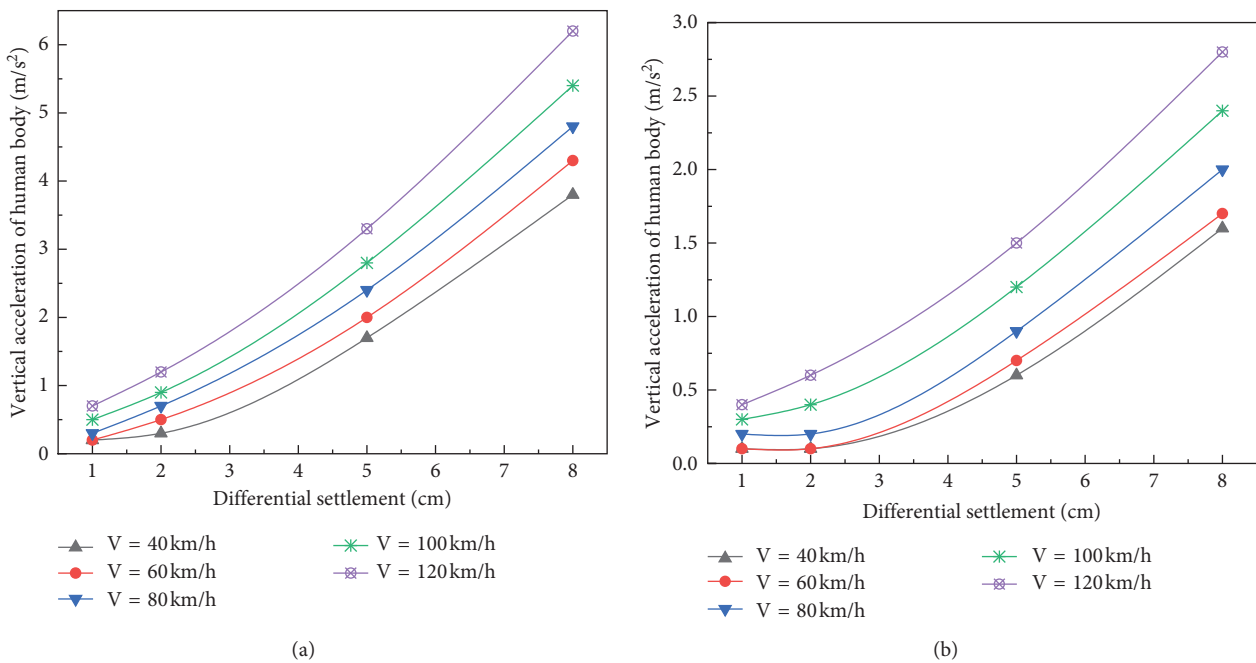 Vertical acceleration of human body (m/s²)
6
5
4
3
2
1
0
1 2 3 4 5 6 7 8
Differential settlement (cm)
V = 40 km/h
V = 60 km/h
V = 80 km/h
V = 100 km/h
V = 120 km/h
(a)
Vertical acceleration of human body (m/s²)
3.0
2.5
2.0
1.5
1.0
0.5
0.0
1 2 3 4 5 6 7 8
Differential settlement (cm)
V = 40 km/h
V = 60 km/h
V = 80 km/h
V = 100 km/h
V = 120 km/h
(b)